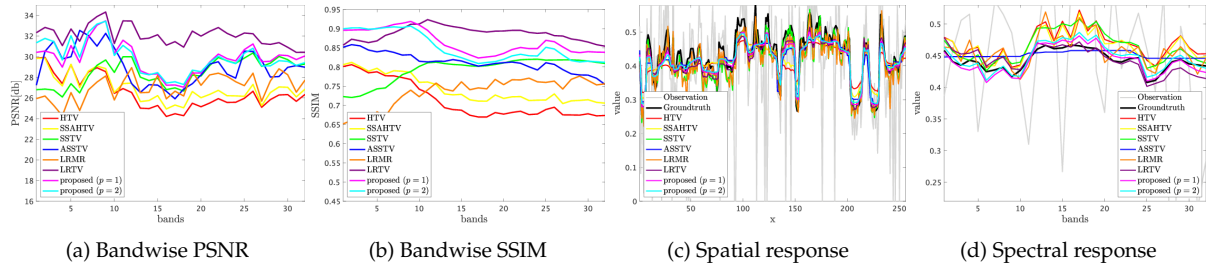 PSNR[db]
34
32
30
28
26
24
22
20
18
16
5
10
15
20
25
30
bands
HTV
SSAHTV
SSTV
ASSTV
LRMR
LRTV
proposed (p = 1)
proposed (p = 2)
(a) Bandwise PSNR
SSIM
0.95
0.9
0.85
0.8
0.75
0.7
0.65
0.6
0.55
0.5
0.45
5
10
15
20
25
30
bands
HTV
SSAHTV
SSTV
ASSTV
LRMR
LRTV
proposed (p = 1)
proposed (p = 2)
(b) Bandwise SSIM
value
0.5
0.4
0.3
0.2
0.1
0
50
100
150
200
250
x
Observation
Groundtruth
HTV
SSAHTV
SSTV
ASSTV
LRMR
LRTV
proposed (p = 1)
proposed (p = 2)
(c) Spatial response
value
0.5
0.45
0.4
0.35
0.3
0.25
5
10
15
20
25
30
bands
Observation
Groundtruth
HTV
SSAHTV
SSTV
ASSTV
LRMR
LRTV
proposed (p = 1)
proposed (p = 2)
(d) Spectral response